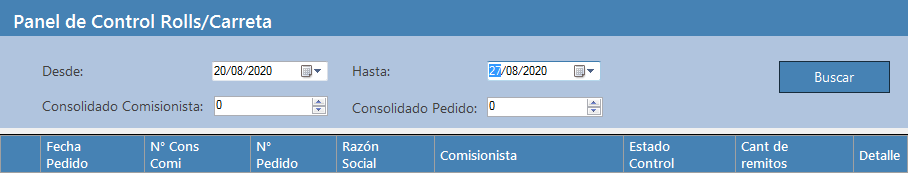 Panel de Control Rolls/Carreta
Desde: 20/08/2020 Hasta: 27/08/2020
Buscar
Consolidado Comisionista: 0 Consolidado Pedido: 0
Fecha Pedido N° Cons Comi N° Pedido Razón Social Comisionista Estado Control Cant de remitos Detalle